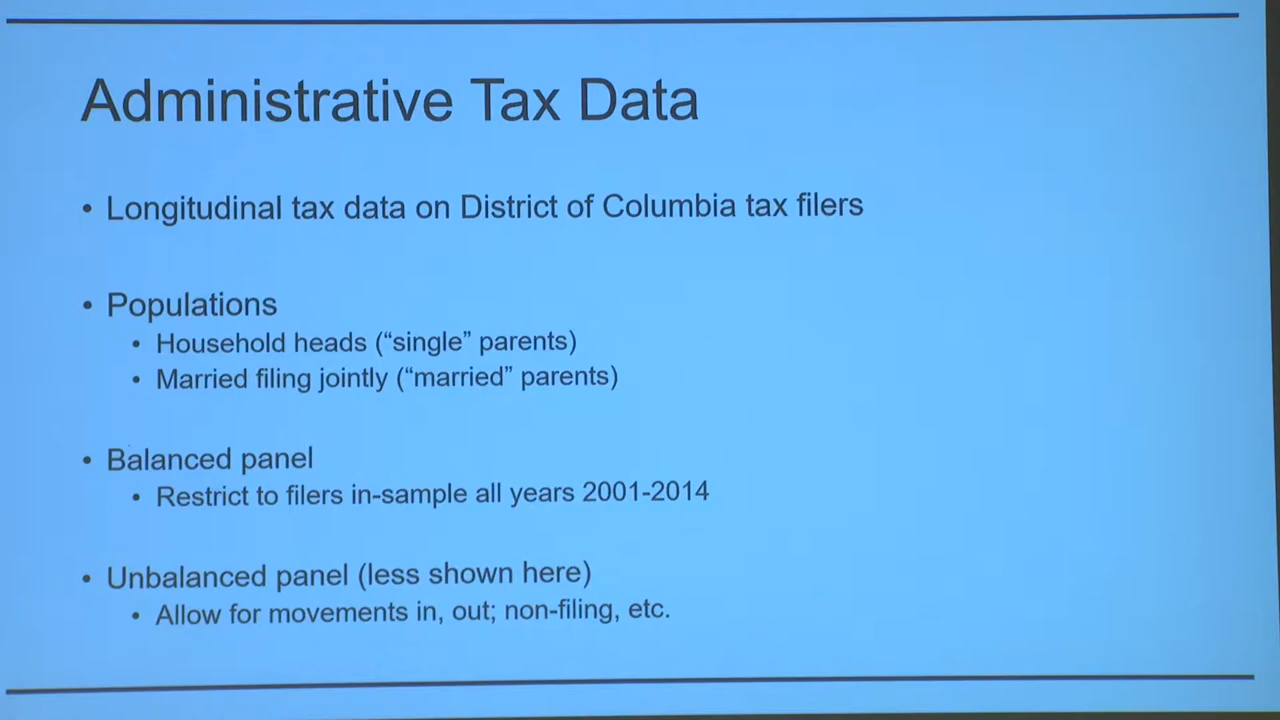 Administrative Tax Data
• Longitudinal tax data on District of Columbia tax filers
• Populations
• Household heads (“single” parents)
• Married filing jointly (“married” parents)
• Balanced panel
• Restrict to filers in-sample all years 2001-2014
• Unbalanced panel (less shown here)
• Allow for movements in, out; non-filing, etc.